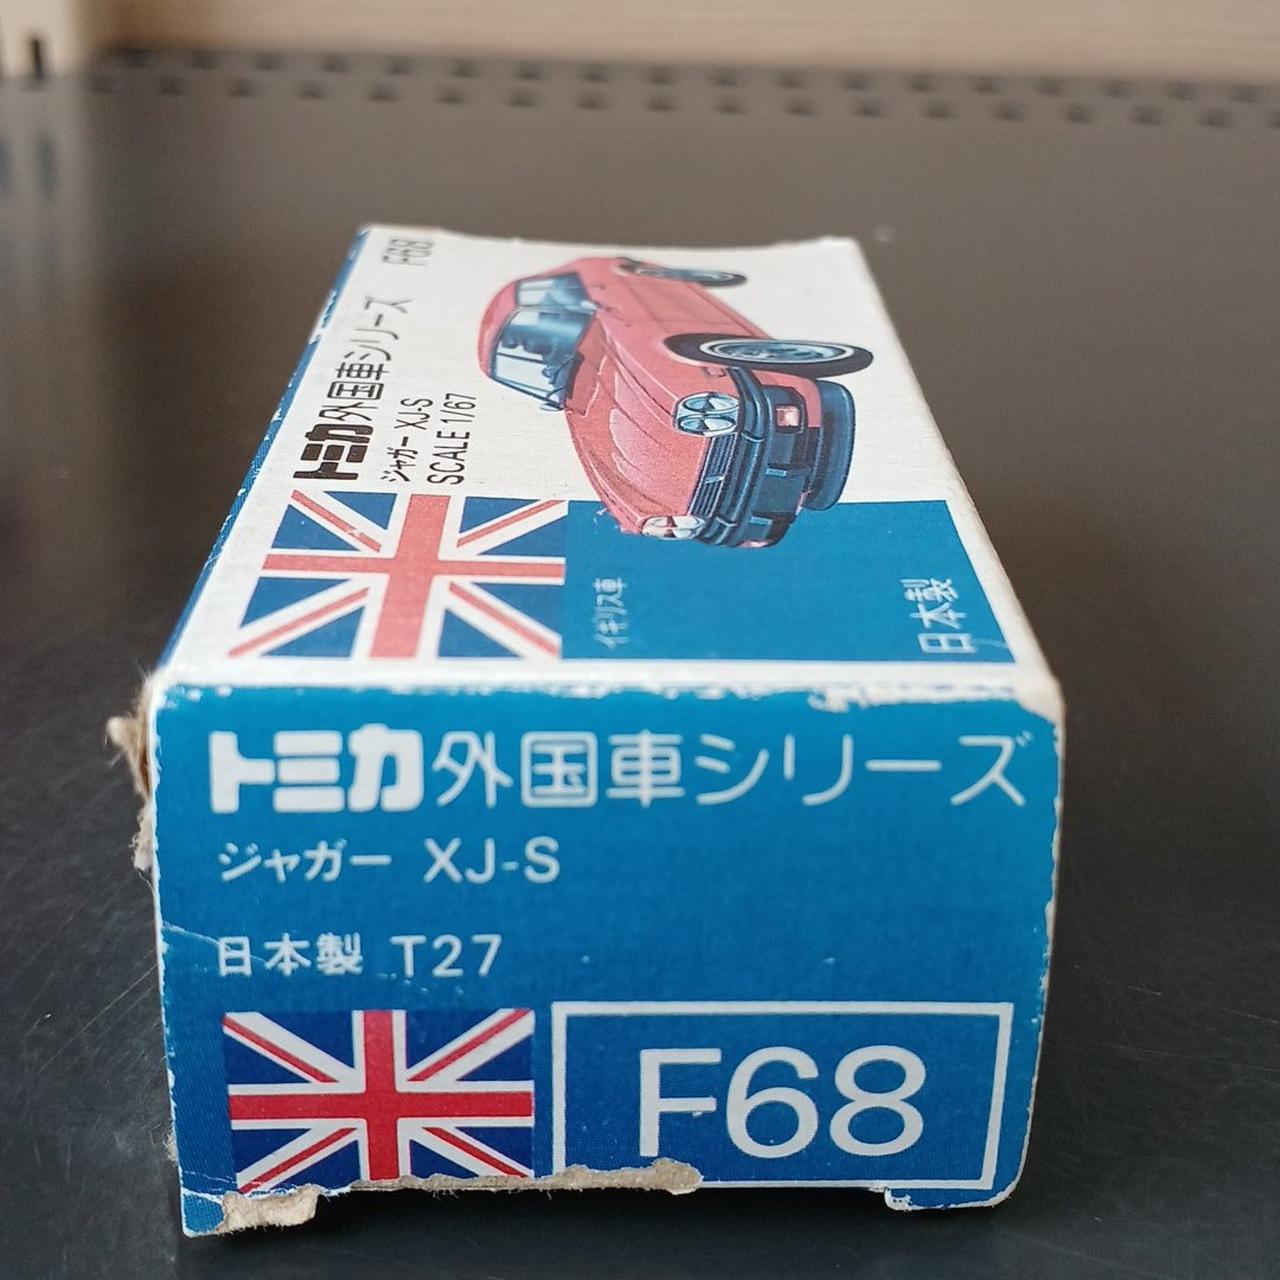 トミカ外国車シリーズ F68
ジャガー XJ-S
SCALE 1/67
イギリス車
日本製
トミカ外国車シリーズ
ジャガー XJ-S
日本製 T27
F68